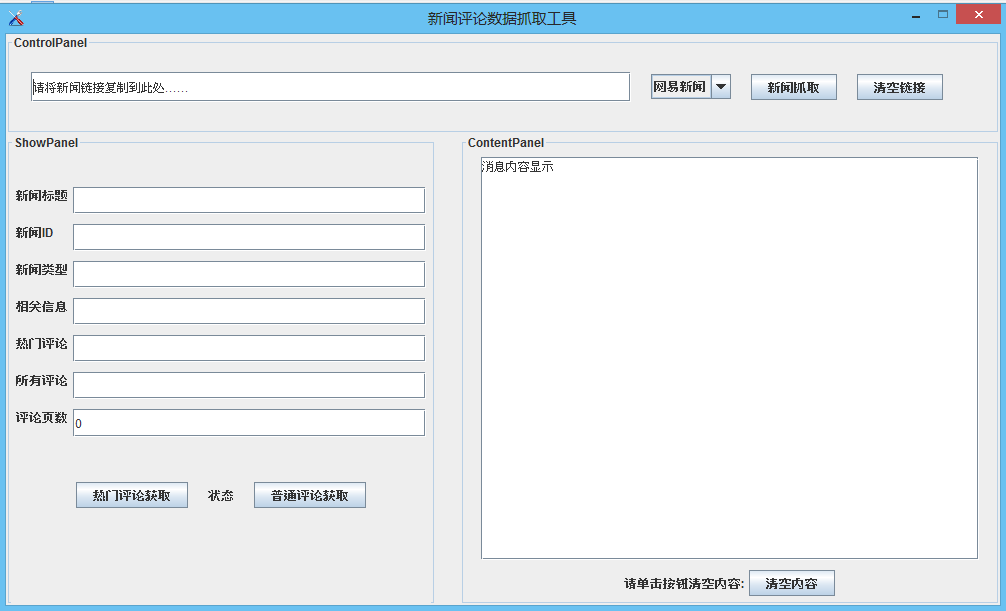 新闻评论数据抓取工具
ControlPanel
请将新闻链接复制到此处……
网易新闻
新闻抓取
清空链接
ShowPanel
新闻标题
新闻ID
新闻类型
相关信息
热门评论
所有评论
评论页数
0
热门评论获取
状态
普通评论获取
ContentPanel
消息内容显示
请单击按钮清空内容:
清空内容